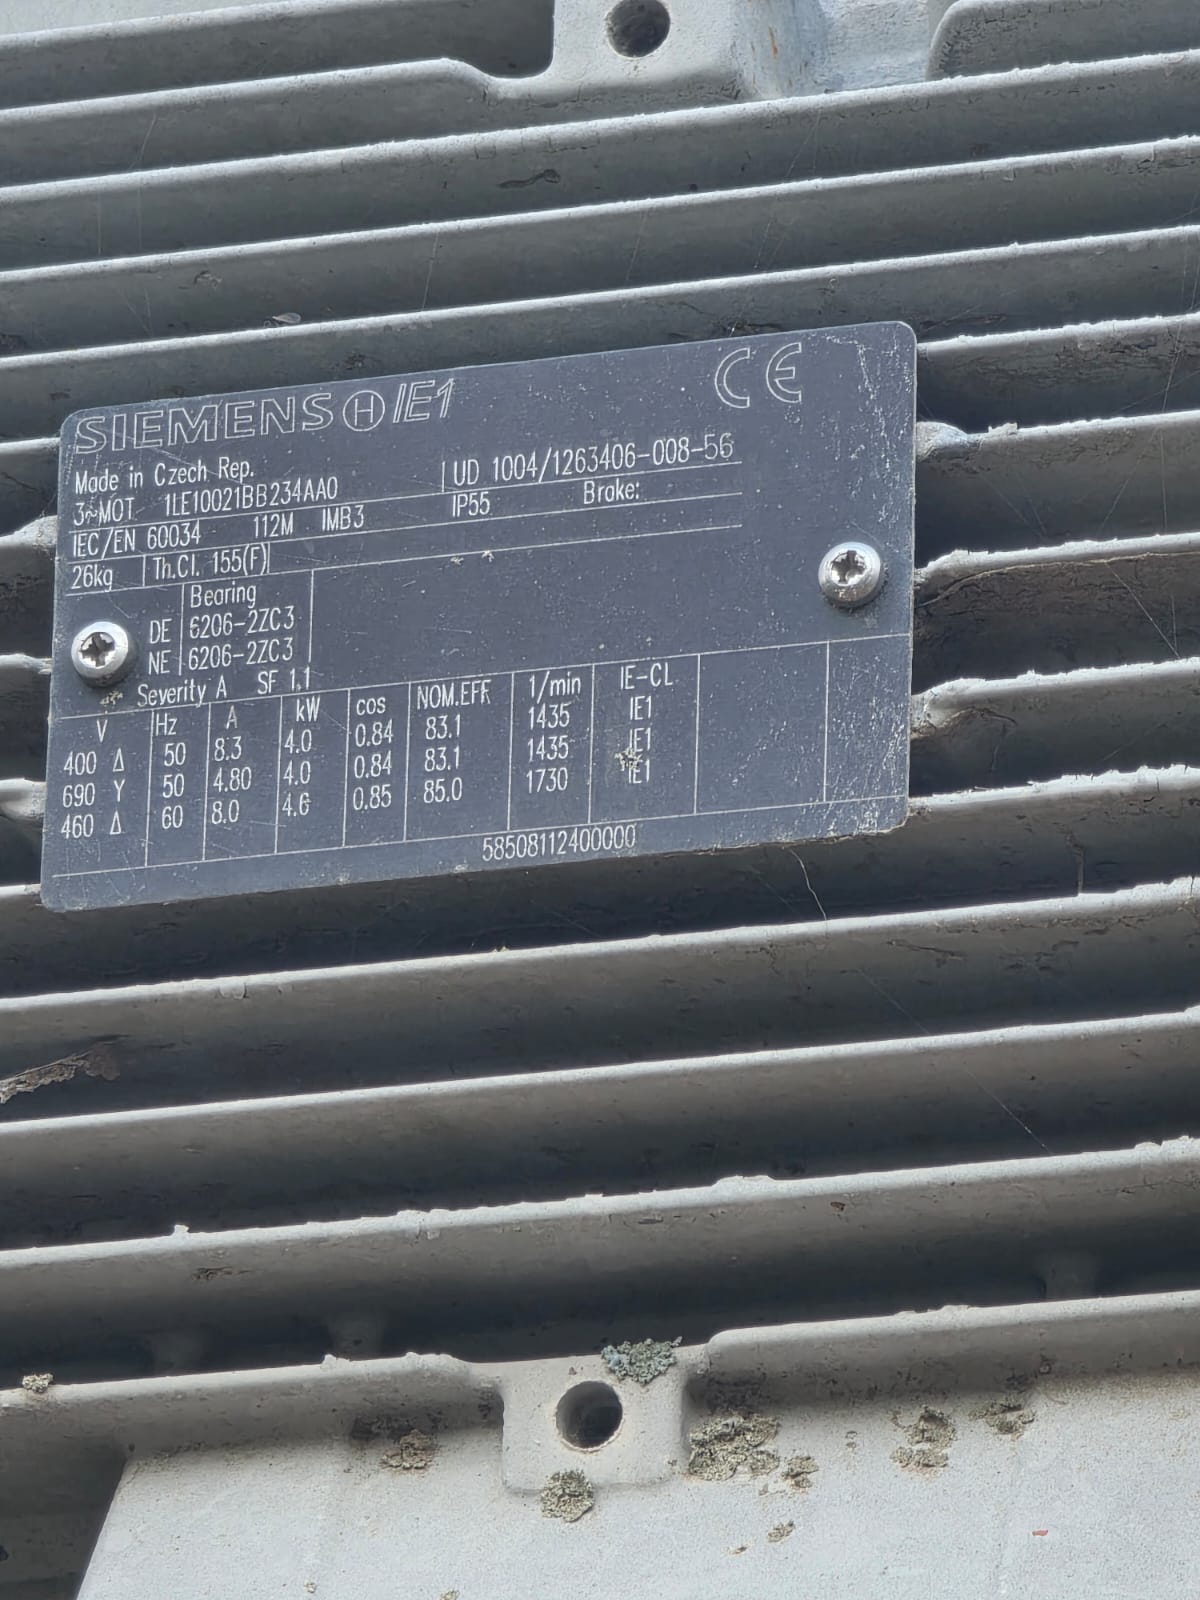 SIEMENS H IE1 CE
Made in Czech Rep. UD 1004/1263406-008-56
3~MOT 1LE10021BB234AA0
IEC/EN 60034 112M IMB3 IP55 Brake:
26kg Th.Cl. 155(F)
Bearing
DE 6206-2ZC3
NE 6206-2ZC3
Severity A SF 1.1
V Hz A kW cos NOM.EFF 1/min IE-CL
400 Δ 50 8.3 4.0 0.84 83.1 1435 IE1
690 Y 50 4.80 4.0 0.84 83.1 1435 IE1
460 Δ 60 8.0 4.6 0.85 85.0 1730 IE1
58508112400000